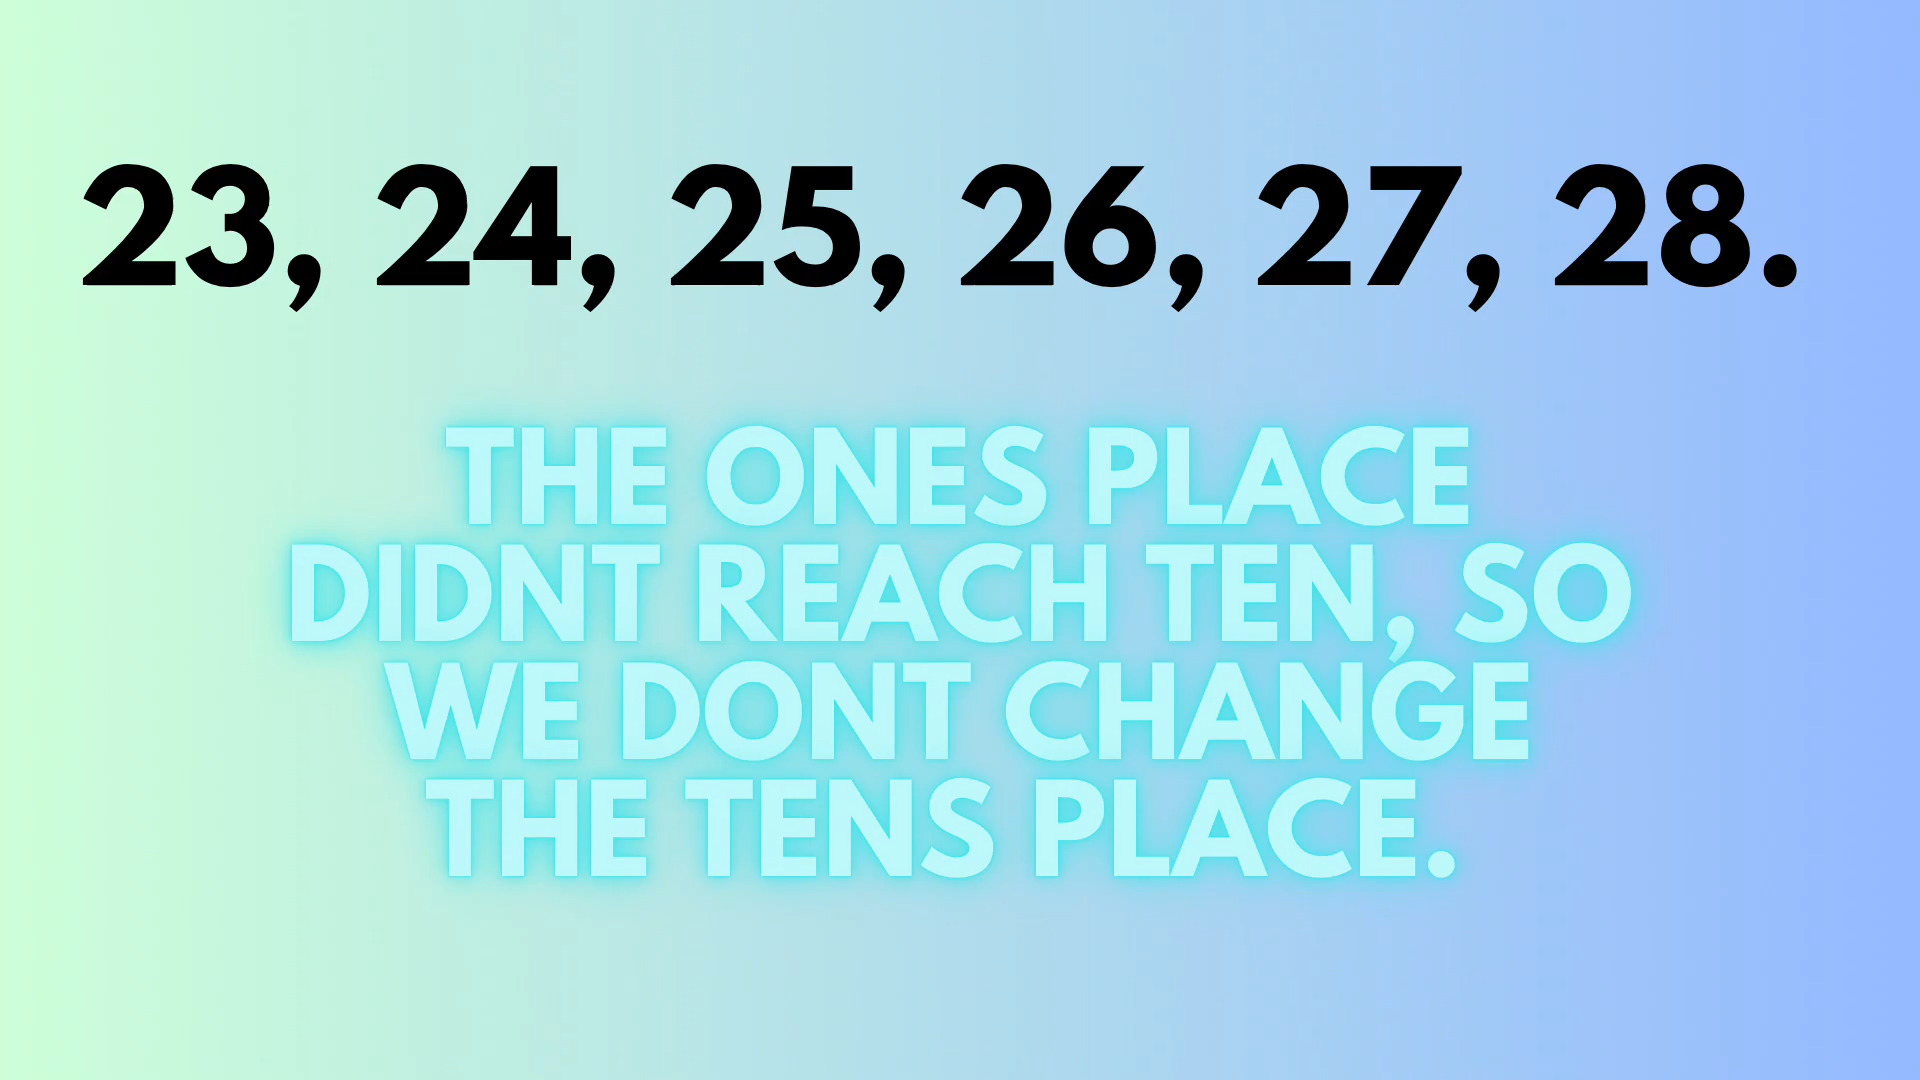 23, 24, 25, 26, 27, 28.
THE ONES PLACE
DIDNT REACH TEN, SO
WE DONT CHANGE
THE TENS PLACE.